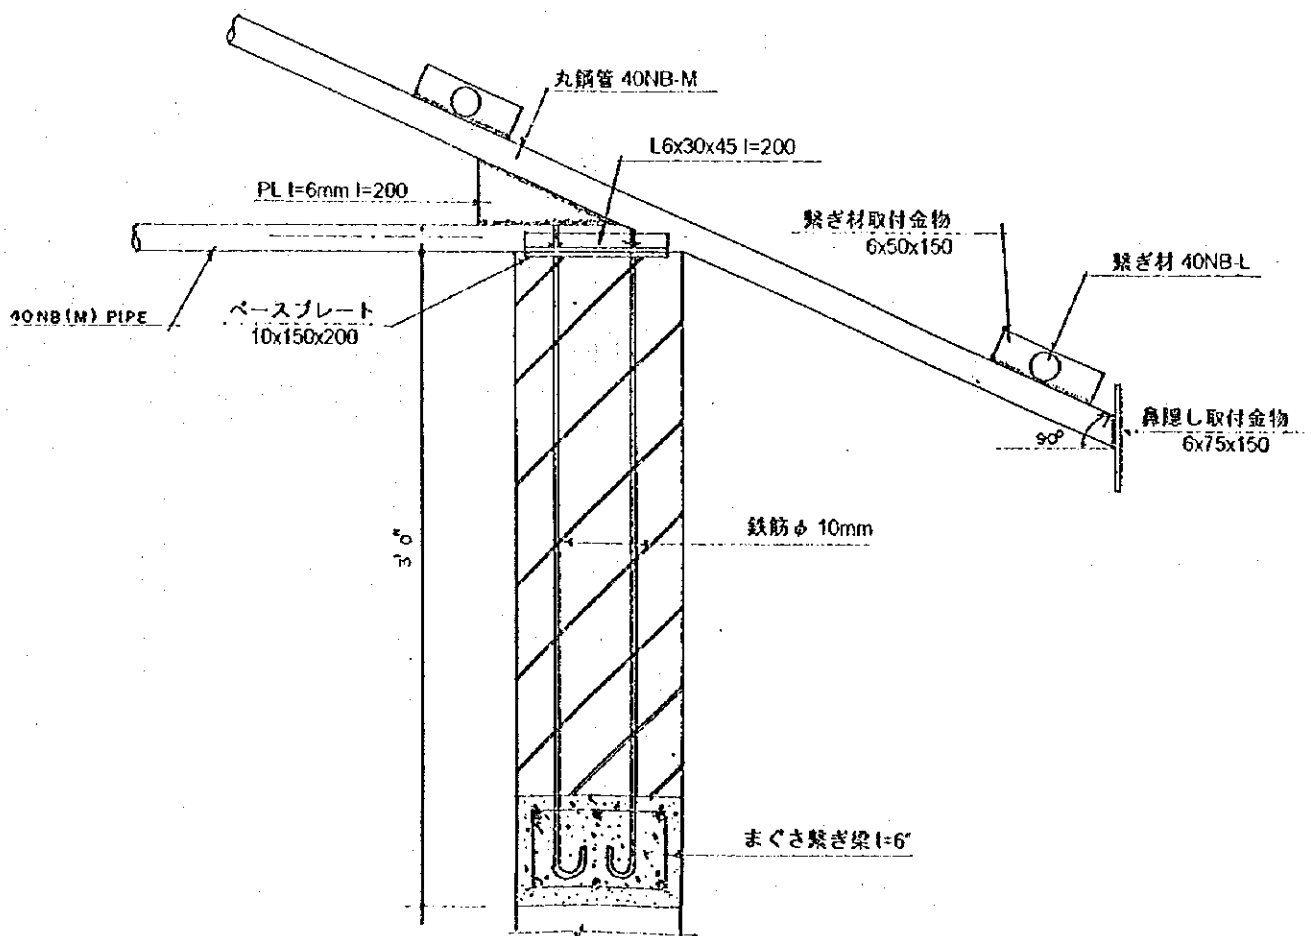 丸鋼管 40NB-M
L6x30x45 l=200
PL t=6mm l=200
繋ぎ材取付金物
6x50x150
繋ぎ材 40NB-L
40NB(M) PIPE
ベースプレート
10x150x200
鼻隠し取付金物
6x75x150
90°
鉄筋φ 10mm
3'0"
まぐさ繋ぎ梁 t=6"